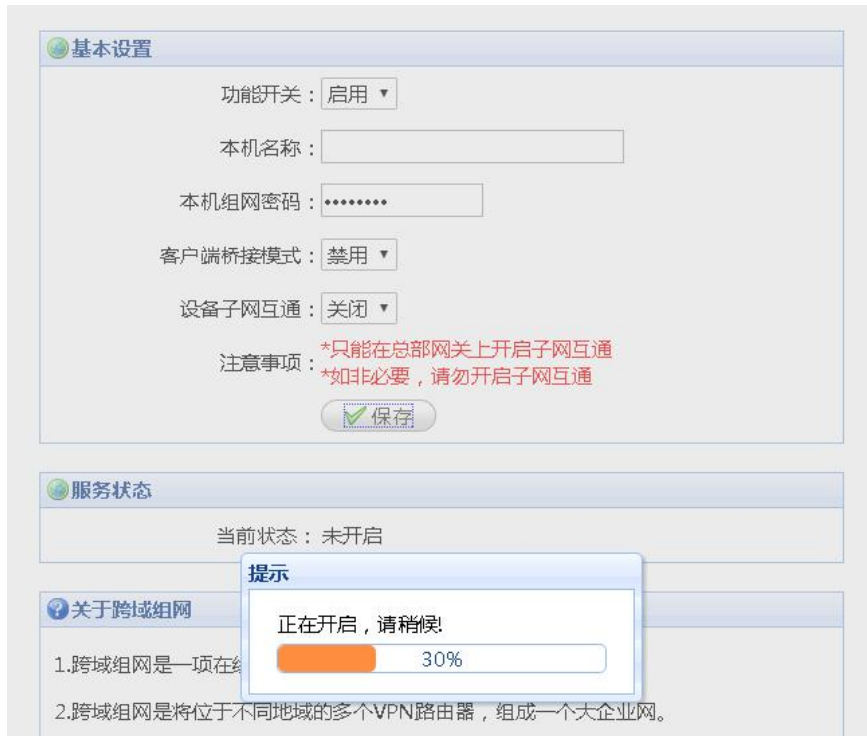 基本设置
功能开关：启用
本机名称：
本机组网密码：••••••••
客户端桥接模式：禁用
设备子网互通：关闭
注意事项：
*只能在总部网关上开启子网互通
*如非必要，请勿开启子网互通
保存
服务状态
当前状态：未开启
提示
正在开启，请稍候!
30%
关于跨域组网
1.跨域组网是一项在
2.跨域组网是将位于不同地域的多个VPN路由器，组成一个大企业网。